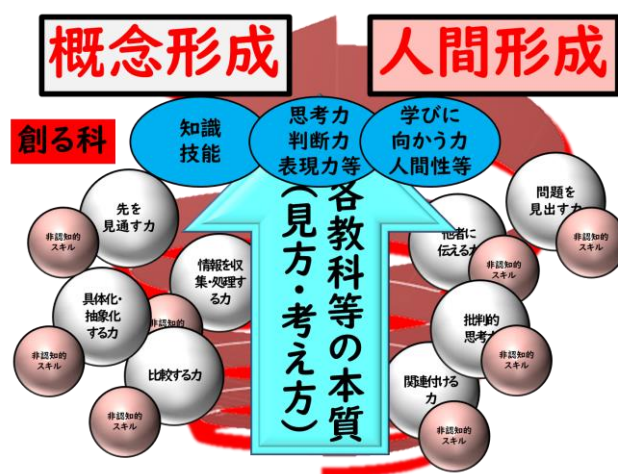 概念形成
人間形成
創る科
知識
技能
思考力
判断力
表現力等
学びに
向かう力
人間性等
各教科等の本質
（見方・考え方）
先を
見通す力
非認知的
スキル
情報を収
集・処理す
る力
非認知的
具体化・
抽象化
する力
非認知的
スキル
比較する力
非認知的
スキル
問題を
見出す力
非認知的
スキル
他者に
伝える力
非認知的
スキル
批判的
思考力
非認知的
スキル
関連付ける
力
非認知的
スキル